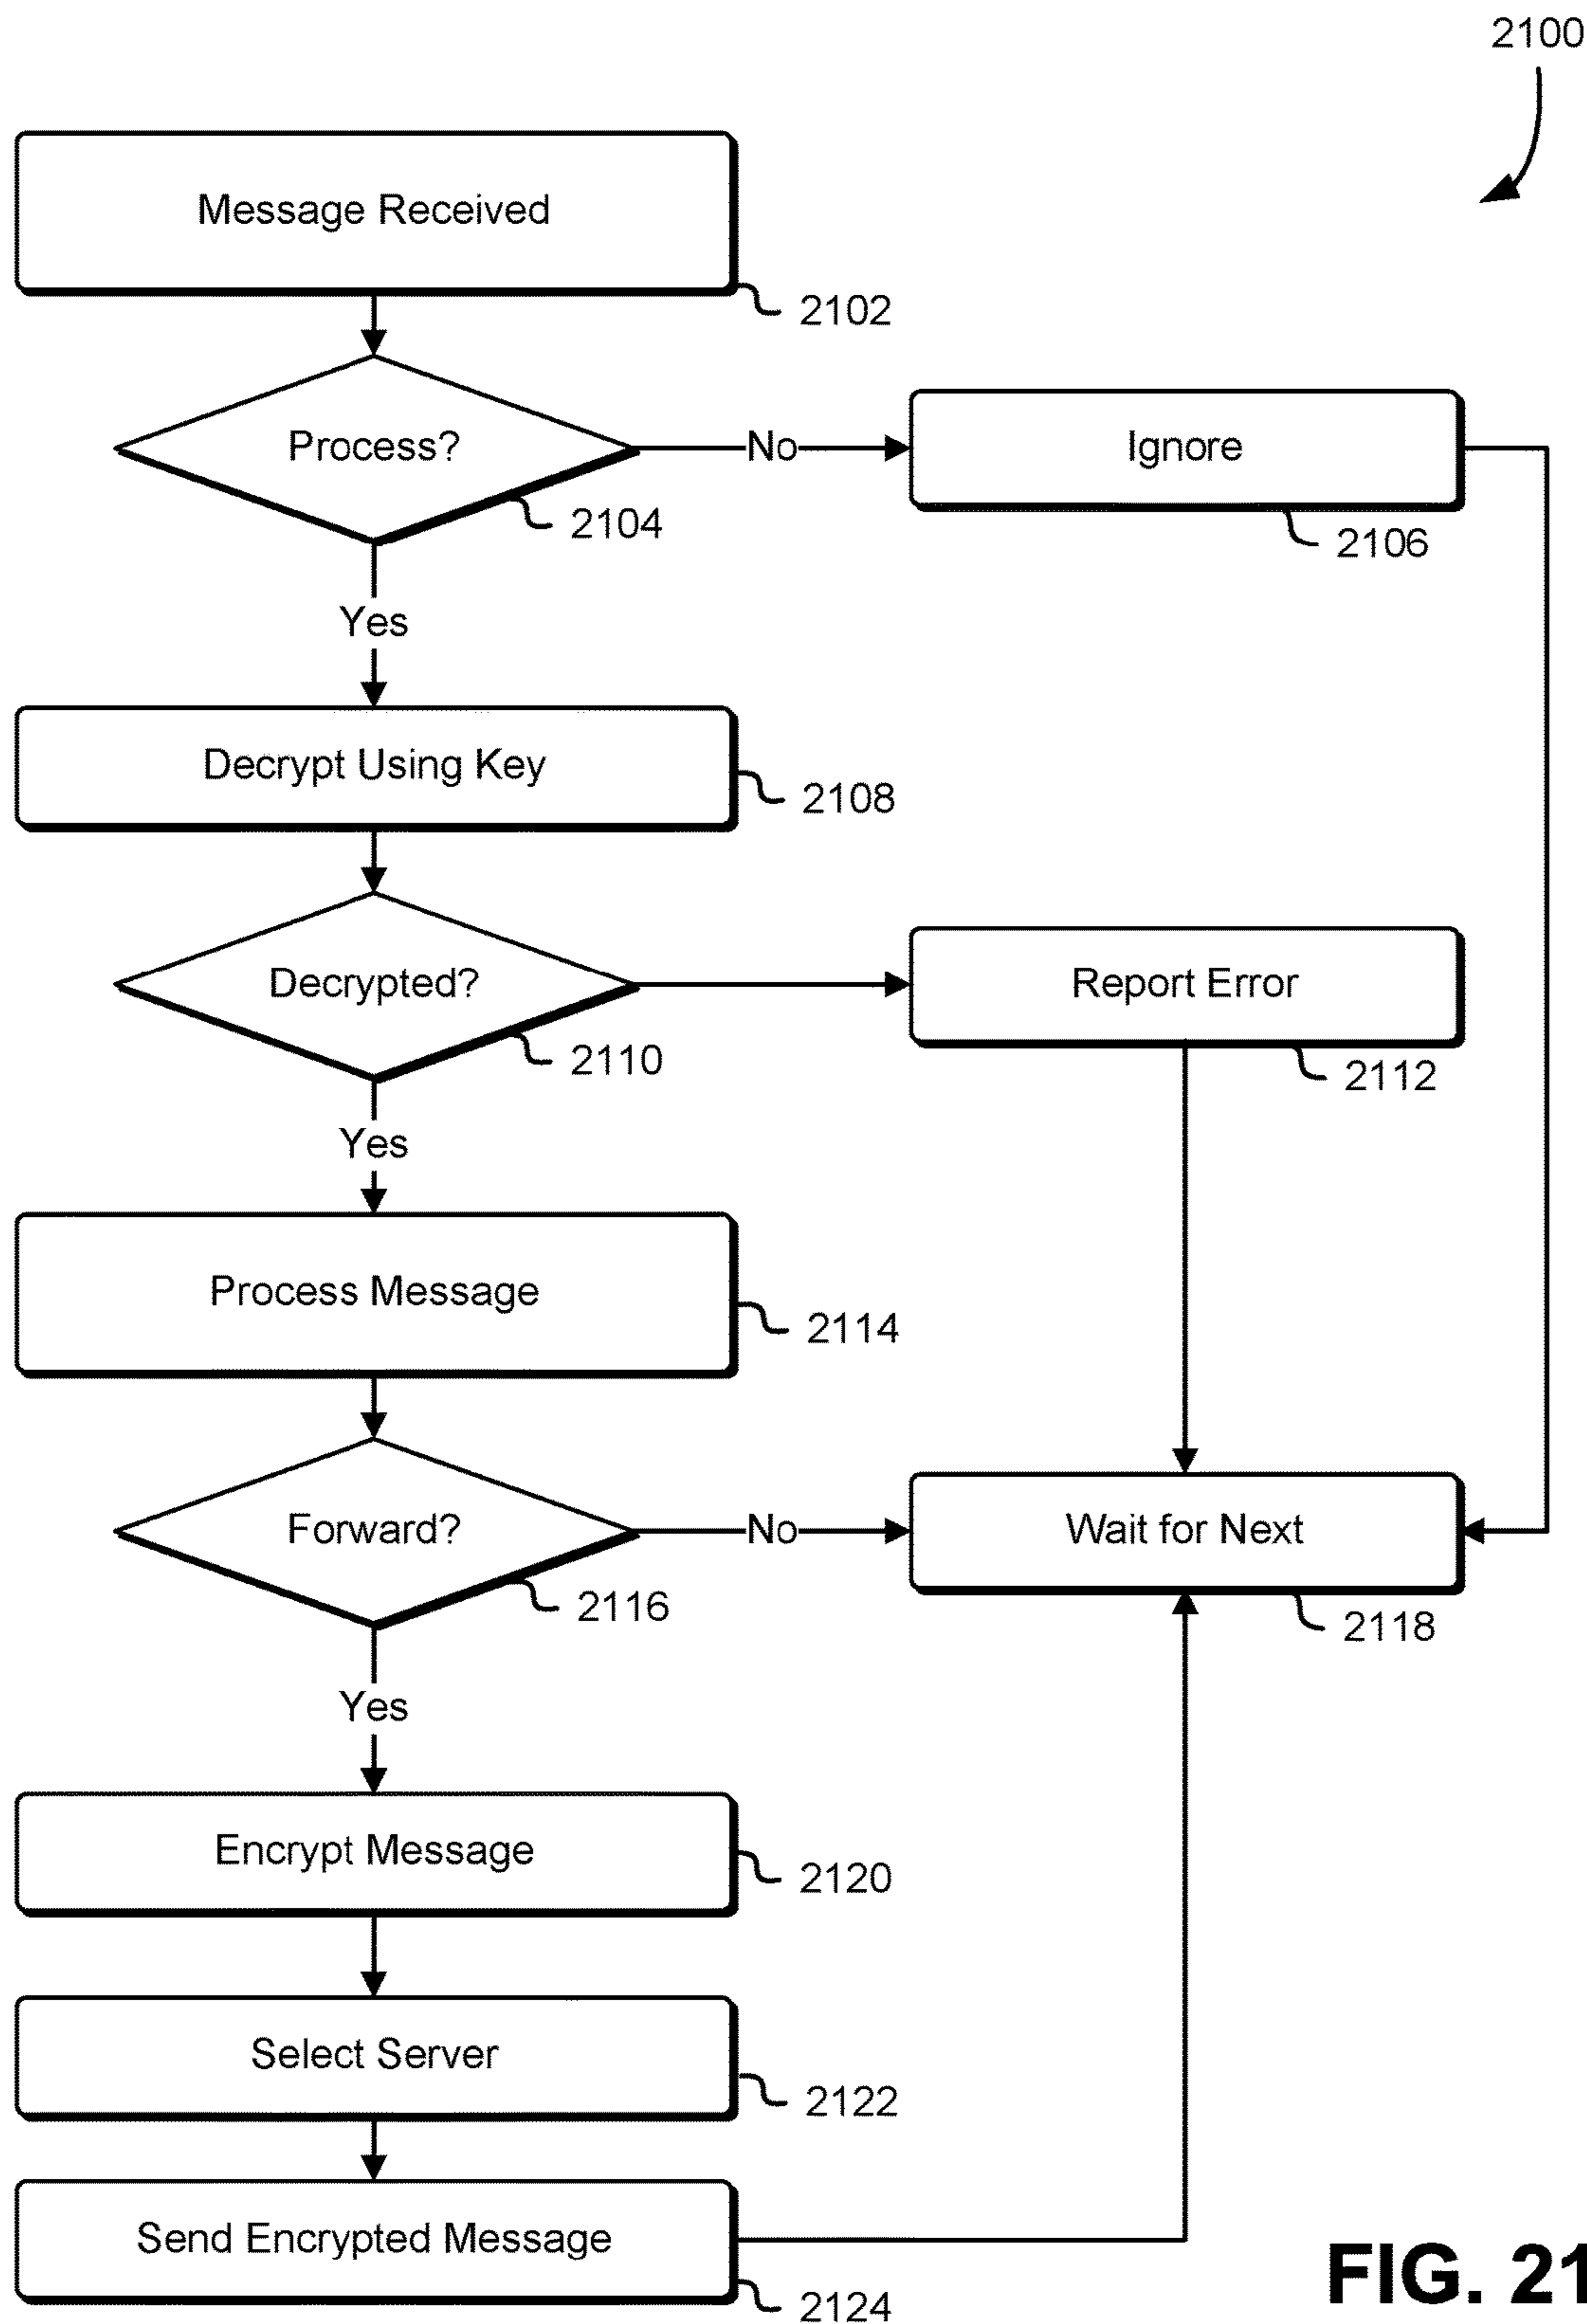 2100
Message Received
2102
Process?
No
Ignore
2104
2106
Yes
Decrypt Using Key
2108
Decrypted?
Report Error
2110
2112
Yes
Process Message
2114
Forward?
No
Wait for Next
2116
2118
Yes
Encrypt Message
2120
Select Server
2122
Send Encrypted Message
2124
FIG. 21